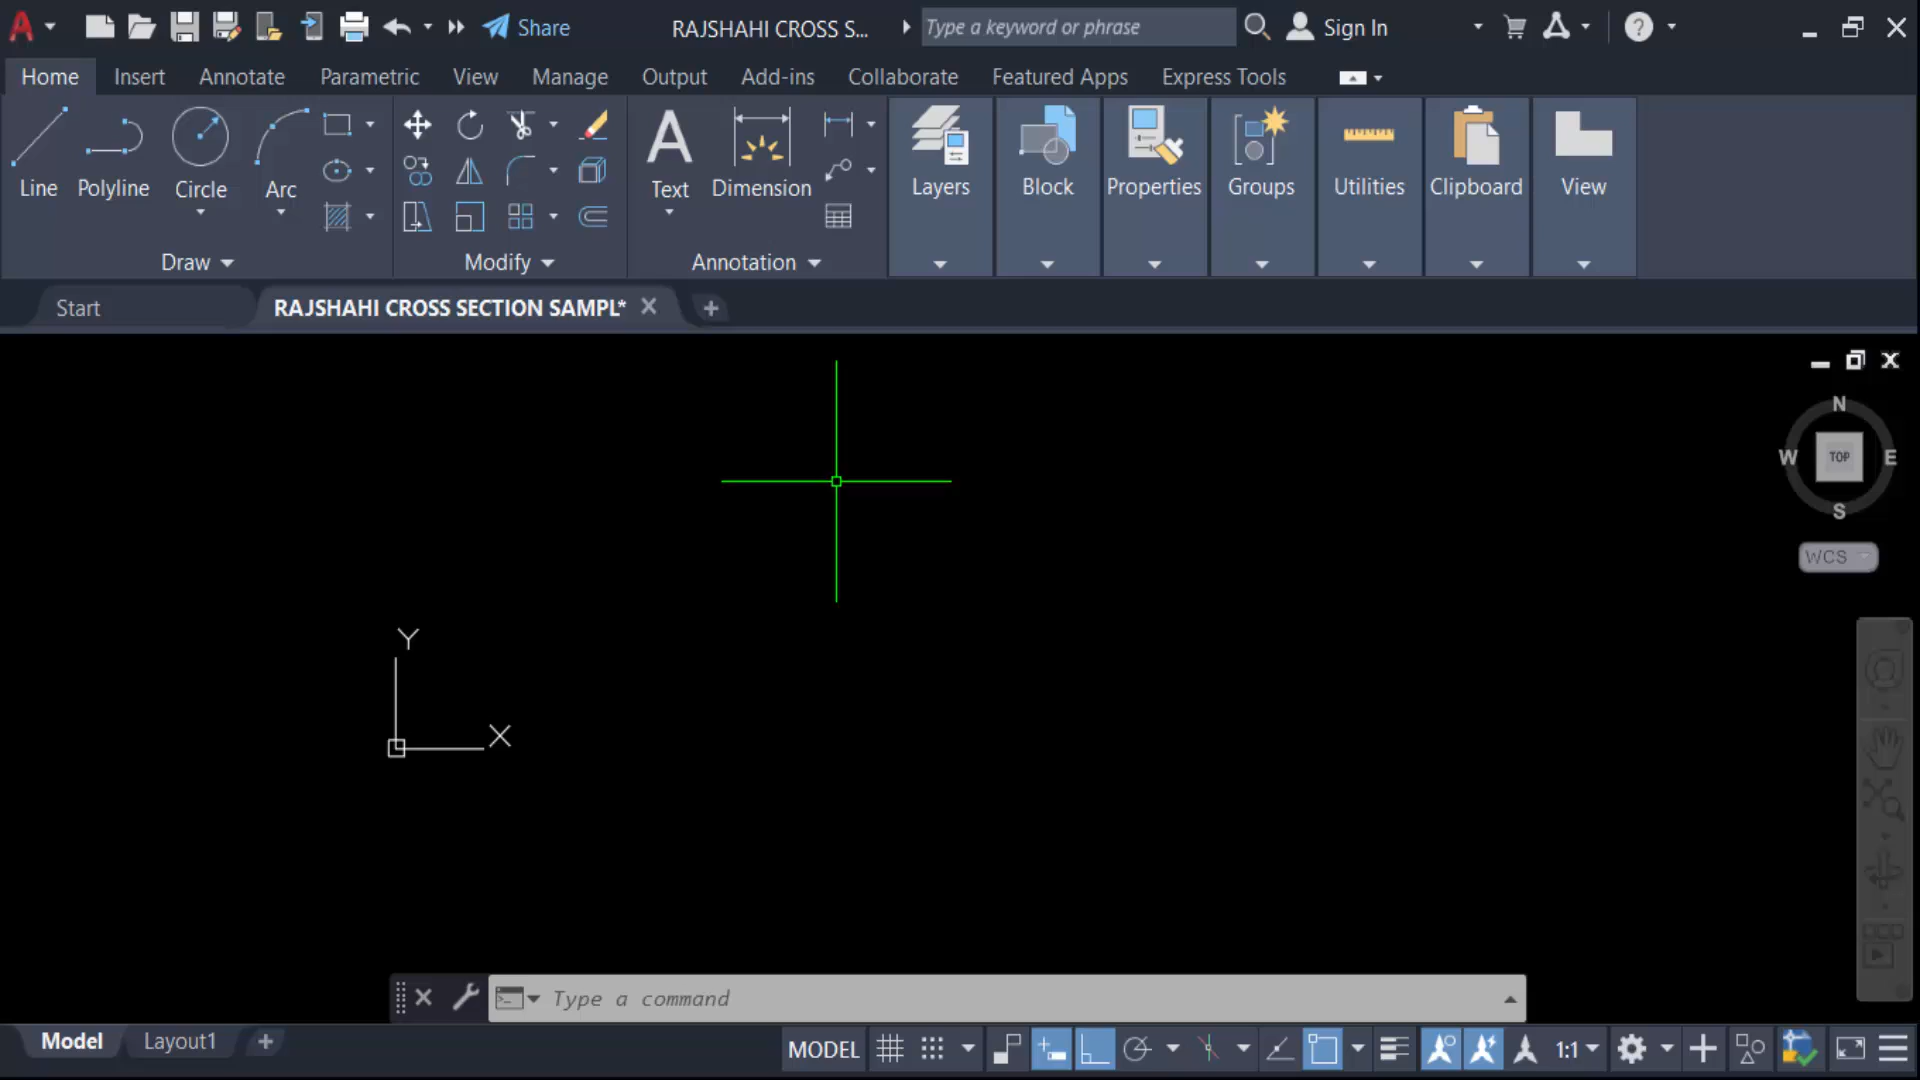 Share
RAJSHAHI CROSS S...
Type a keyword or phrase
Sign In
Home Insert Annotate Parametric View Manage Output Add-ins Collaborate Featured Apps Express Tools
Line Polyline Circle Arc
Text Dimension
Layers Block Properties Groups Utilities Clipboard View
Draw Modify Annotation
Start RAJSHAHI CROSS SECTION SAMPL*
N
W TOP E
S
WCS
Y
X
Type a command
Model Layout1
MODEL 1:1